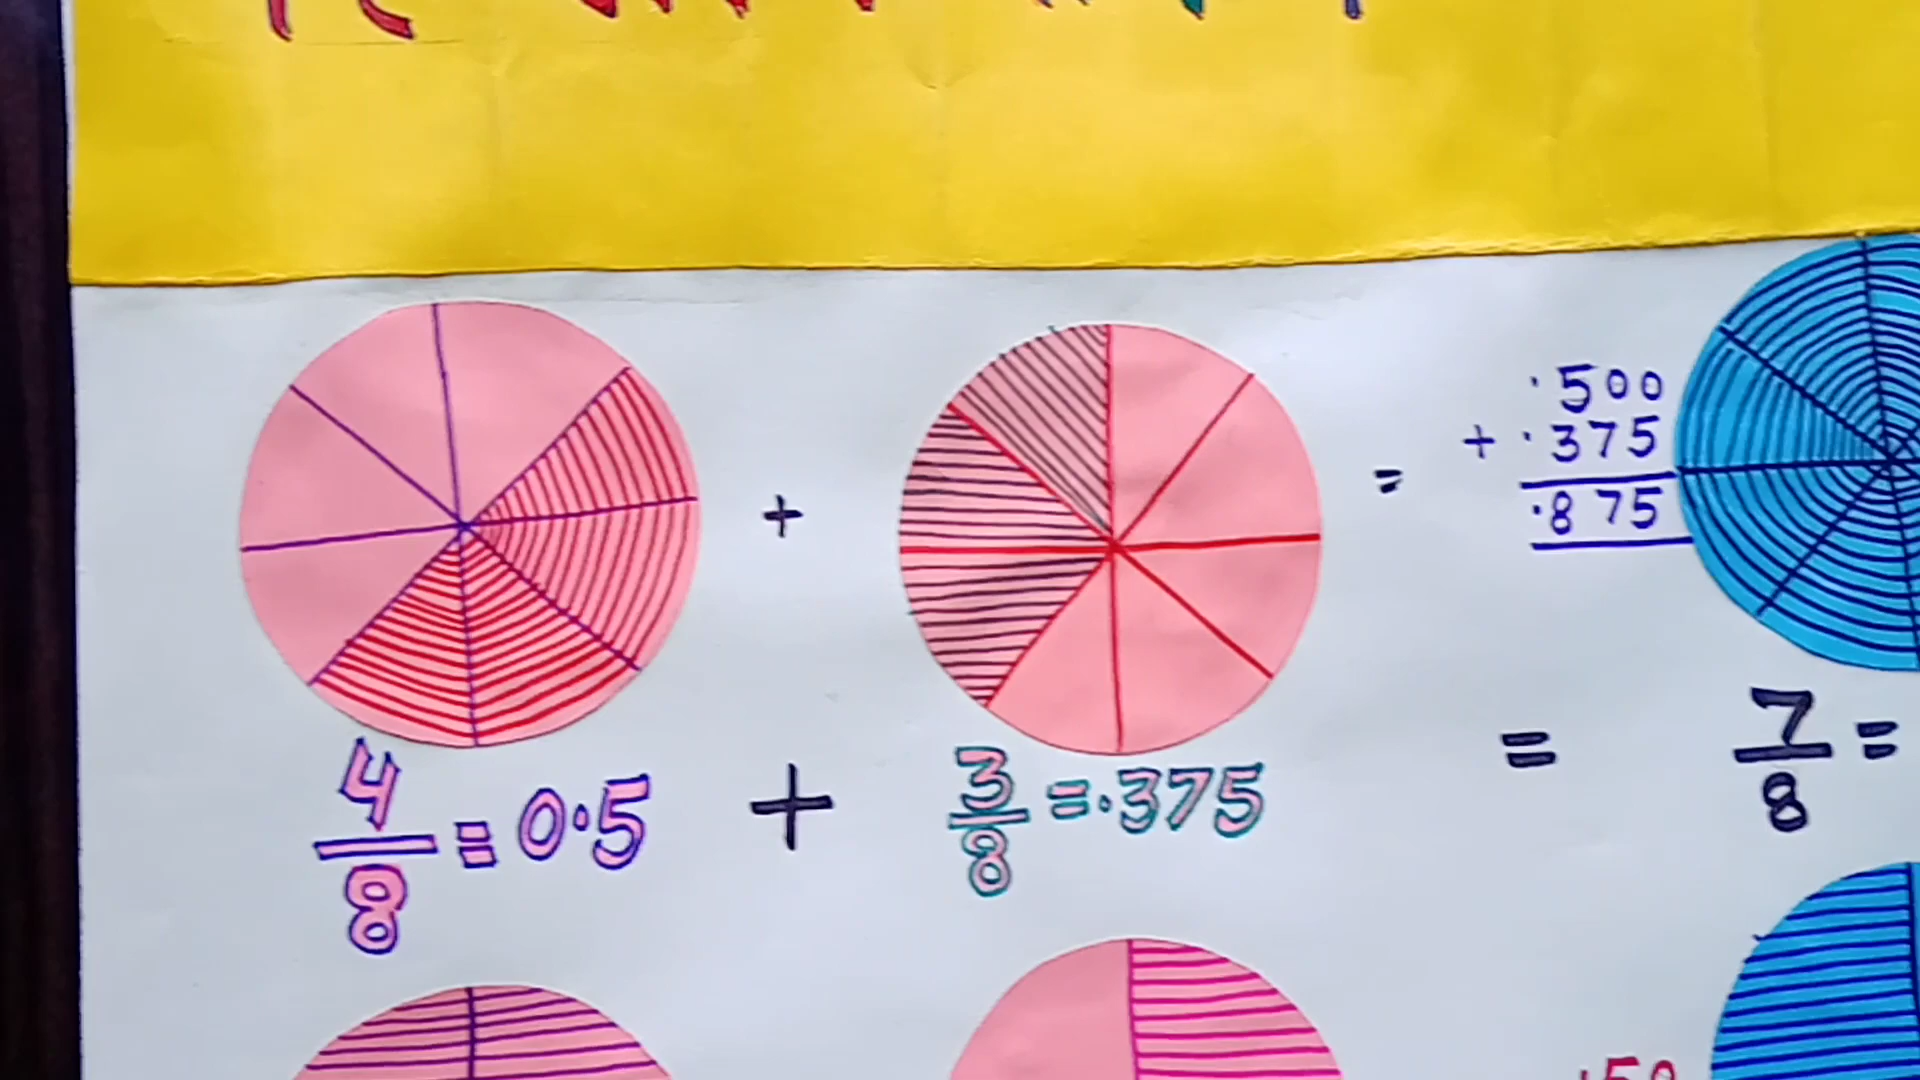 + =
·500
+ ·375
·875
4/8 = 0·5 + 3/8 = ·375 = 7/8 =